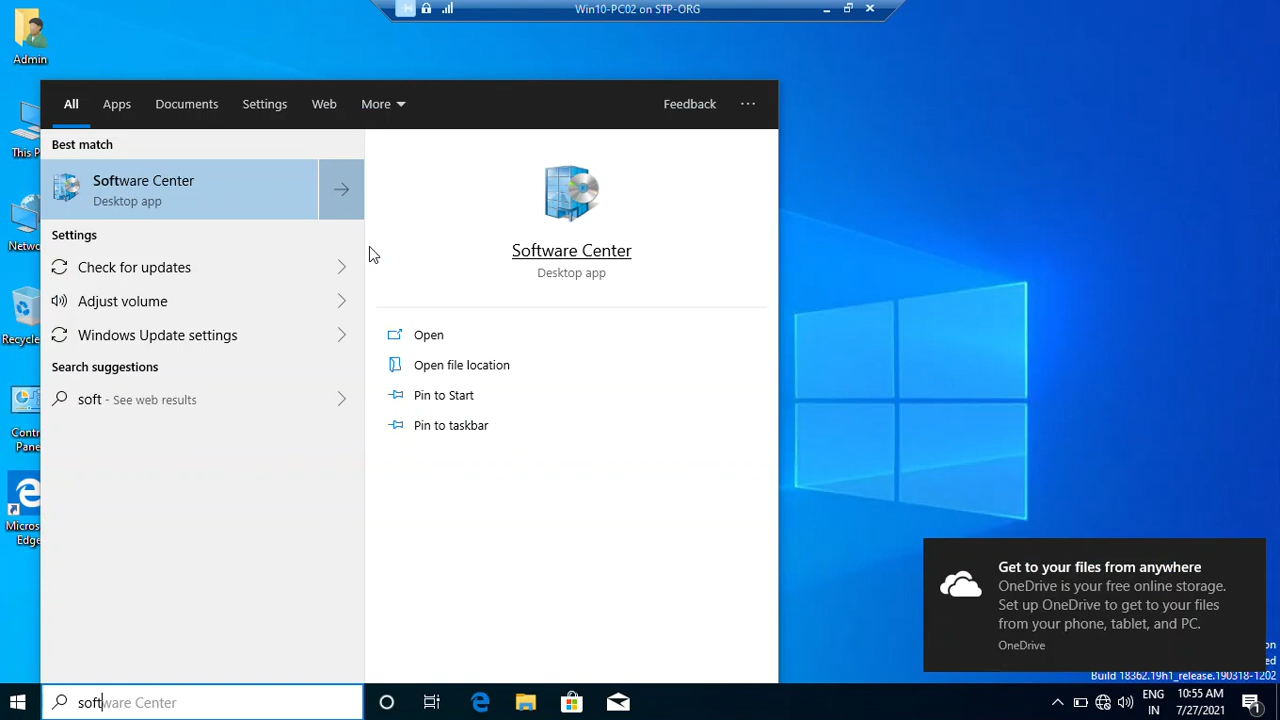 Win10-PC02 on STP-ORG
Admin
This P
Netwo
Recycle
Contro
Pane
Micros
Edge
All Apps Documents Settings Web More Feedback ...
Best match
Software Center
Desktop app
Settings
Check for updates
Adjust volume
Windows Update settings
Search suggestions
soft - See web results
Software Center
Desktop app
Open
Open file location
Pin to Start
Pin to taskbar
Get to your files from anywhere
OneDrive is your free online storage.
Set up OneDrive to get to your files
from your phone, tablet, and PC.
OneDrive
Build 18362.19h1_release.190318-1202
software Center
ENG
IN
10:55 AM
7/27/2021
1